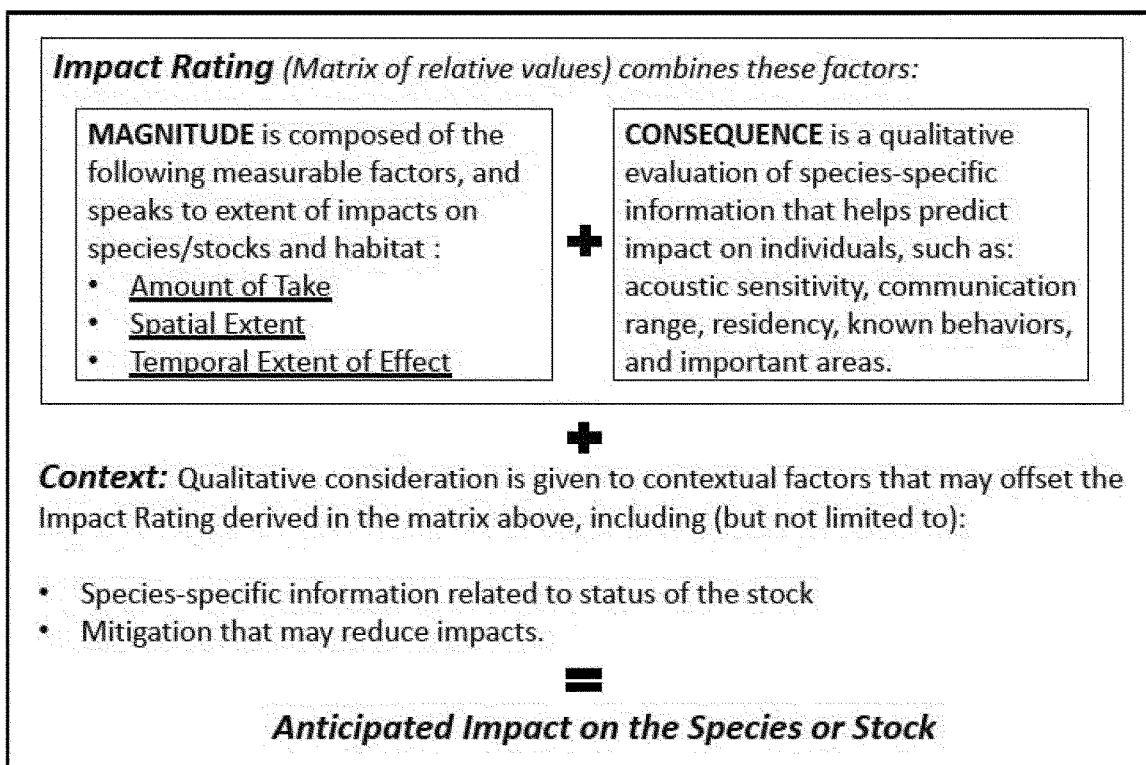 Impact Rating (Matrix of relative values) combines these factors:
MAGNITUDE is composed of the
following measurable factors, and
speaks to extent of impacts on
species/stocks and habitat :
• Amount of Take
• Spatial Extent
• Temporal Extent of Effect
+
CONSEQUENCE is a qualitative
evaluation of species-specific
information that helps predict
impact on individuals, such as:
acoustic sensitivity, communication
range, residency, known behaviors,
and important areas.
+
Context: Qualitative consideration is given to contextual factors that may offset the
Impact Rating derived in the matrix above, including (but not limited to):
• Species-specific information related to status of the stock
• Mitigation that may reduce impacts.
=
Anticipated Impact on the Species or Stock